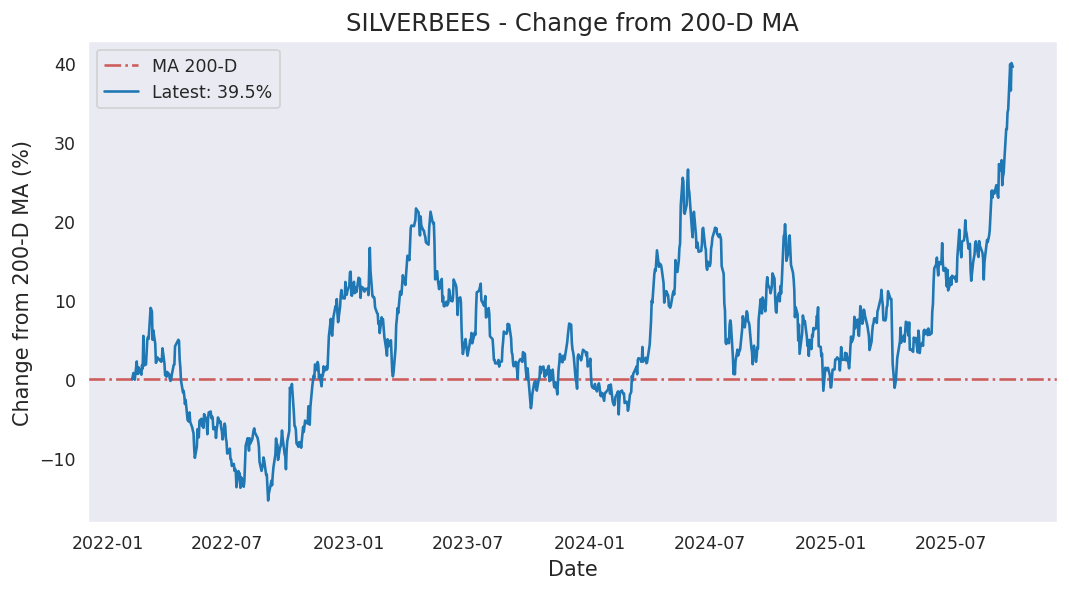 SILVERBEES - Change from 200-D MA
MA 200-D
Latest: 39.5%
Change from 200-D MA (%)
40
30
20
10
0
−10
2022-01 2022-07 2023-01 2023-07 2024-01 2024-07 2025-01 2025-07
Date